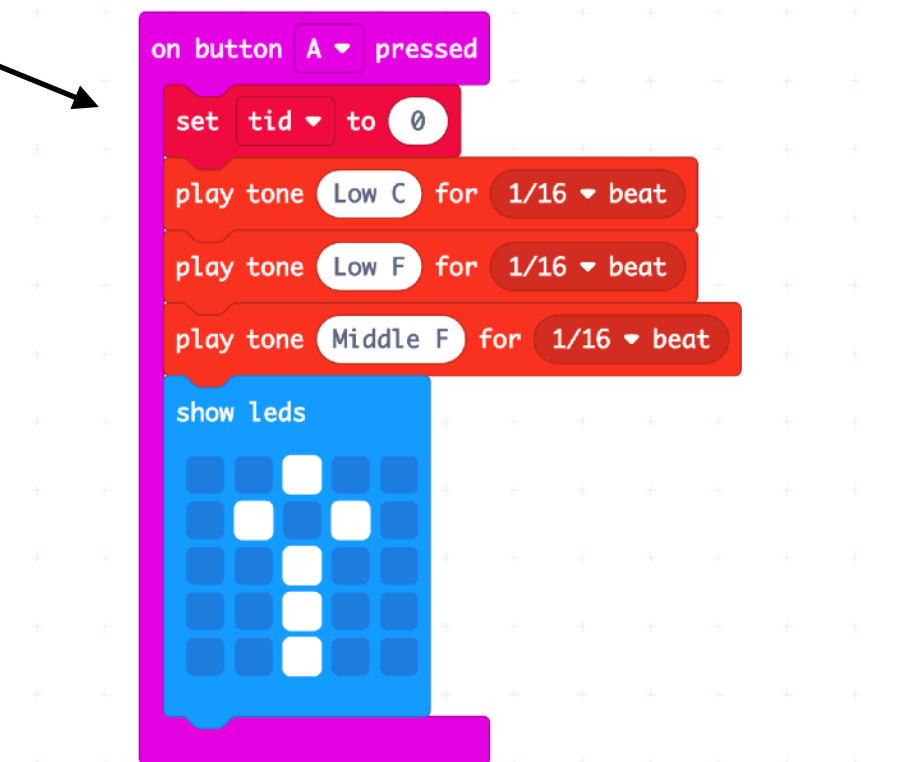 on button A pressed
set tid to 0
play tone Low C for 1/16 beat
play tone Low F for 1/16 beat
play tone Middle F for 1/16 beat
show leds